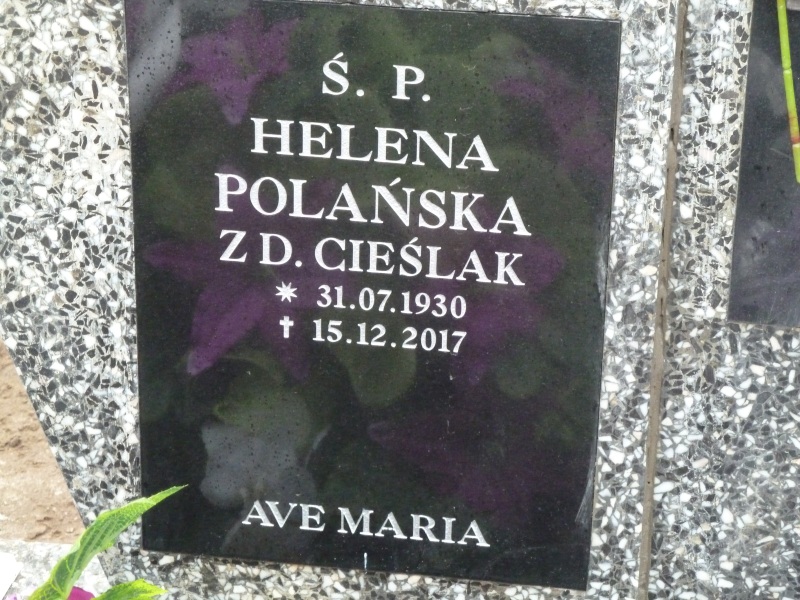 Ś. P.
HELENA
POLAŃSKA
Z D. CIEŚLAK
* 31.07.1930
† 15.12.2017
AVE MARIA